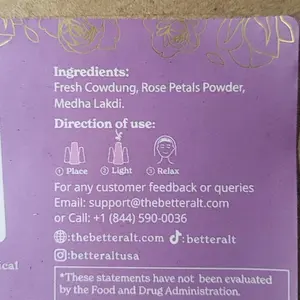 Ingredients:
Fresh Cowdung, Rose Petals Powder,
Medha Lakdi.
Direction of use:
1 Place 2 Light 3 Relax
For any customer feedback or queries
Email: support@thebetteralt.com
or Call: +1 (844) 590-0036
:thebetteralt.com :betteralt
:betteraltusa
*These statements have not been evaluated
by the Food and Drug Administration.